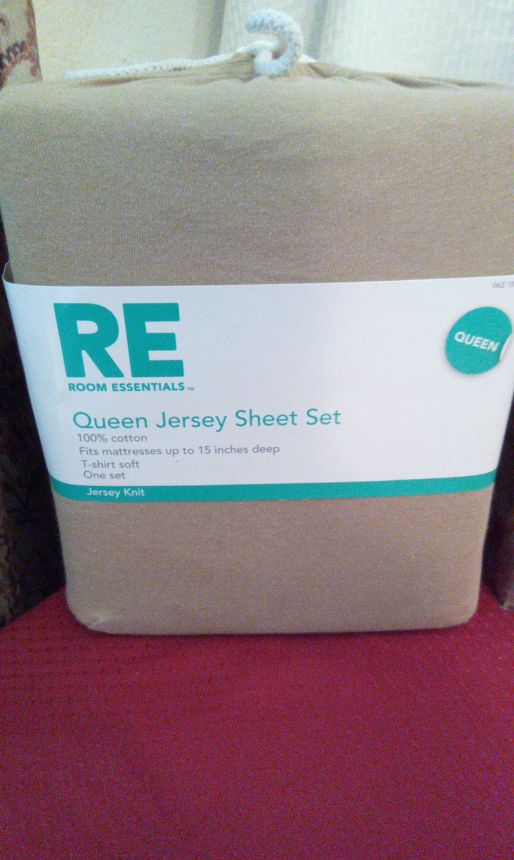 RE
ROOM ESSENTIALS™
QUEEN
Queen Jersey Sheet Set
100% cotton
Fits mattresses up to 15 inches deep
T-shirt soft
One set
Jersey Knit